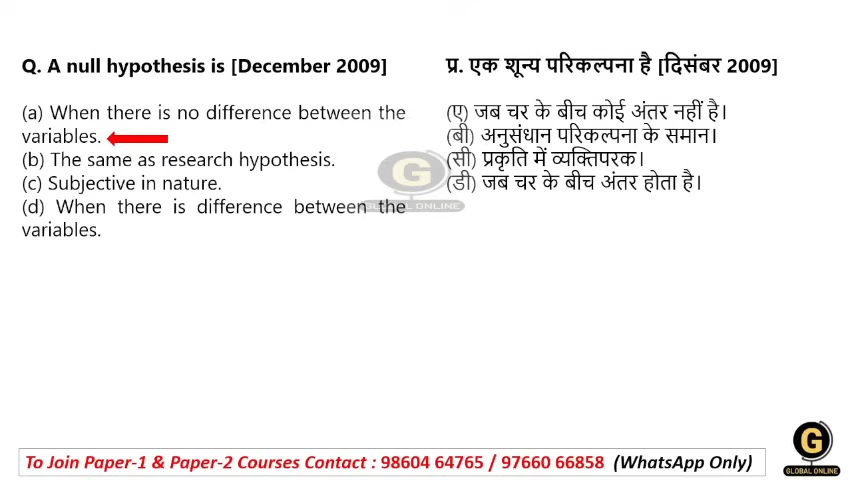 Q. A null hypothesis is [December 2009]
(a) When there is no difference between the
variables.
(b) The same as research hypothesis.
(c) Subjective in nature.
(d) When there is difference between the
variables.
प्र. एक शून्य परिकल्पना है [दिसंबर 2009]
(ए) जब चर के बीच कोई अंतर नहीं है।
(बी) अनुसंधान परिकल्पना के समान।
(सी) प्रकृति में व्यक्तिपरक।
(डी) जब चर के बीच अंतर होता है।
G
GLOBAL ONLINE
To Join Paper-1 & Paper-2 Courses Contact : 98604 64765 / 97660 66858 (WhatsApp Only)
G
GLOBAL ONLINE